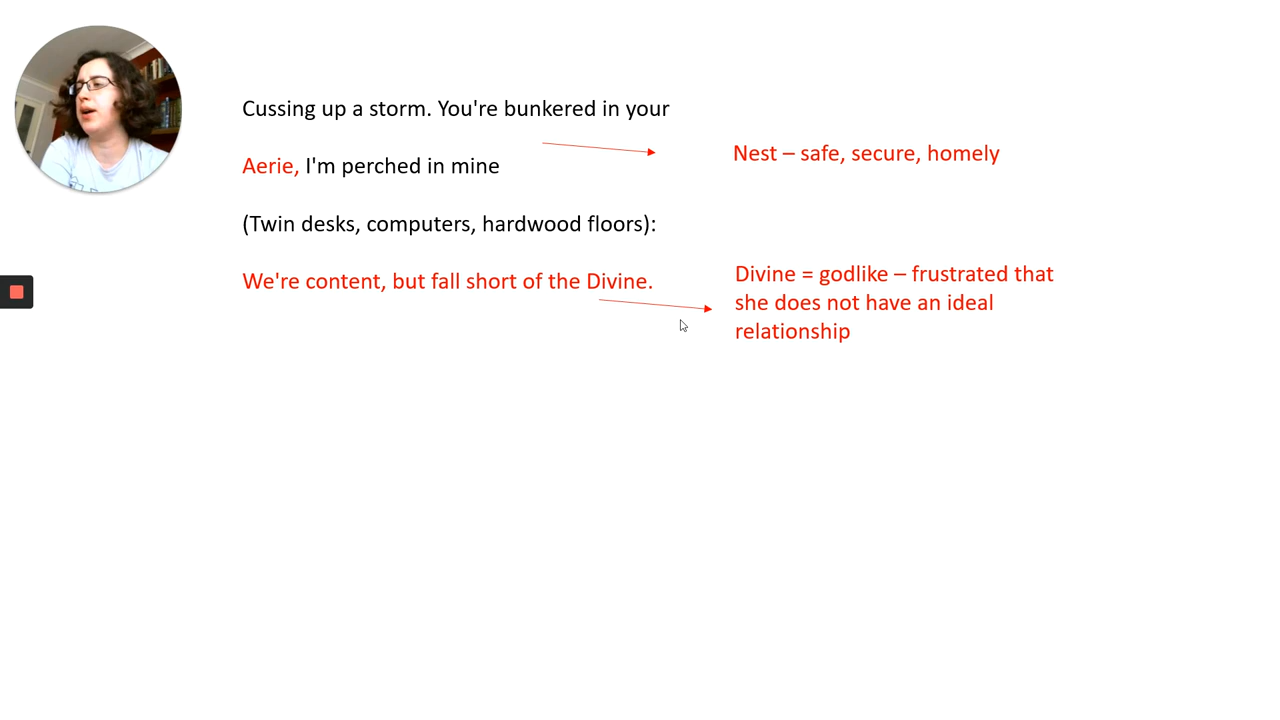 Cussing up a storm. You're bunkered in your
Aerie, I'm perched in mine
Nest – safe, secure, homely
(Twin desks, computers, hardwood floors):
We're content, but fall short of the Divine.
Divine = godlike – frustrated that
she does not have an ideal
relationship